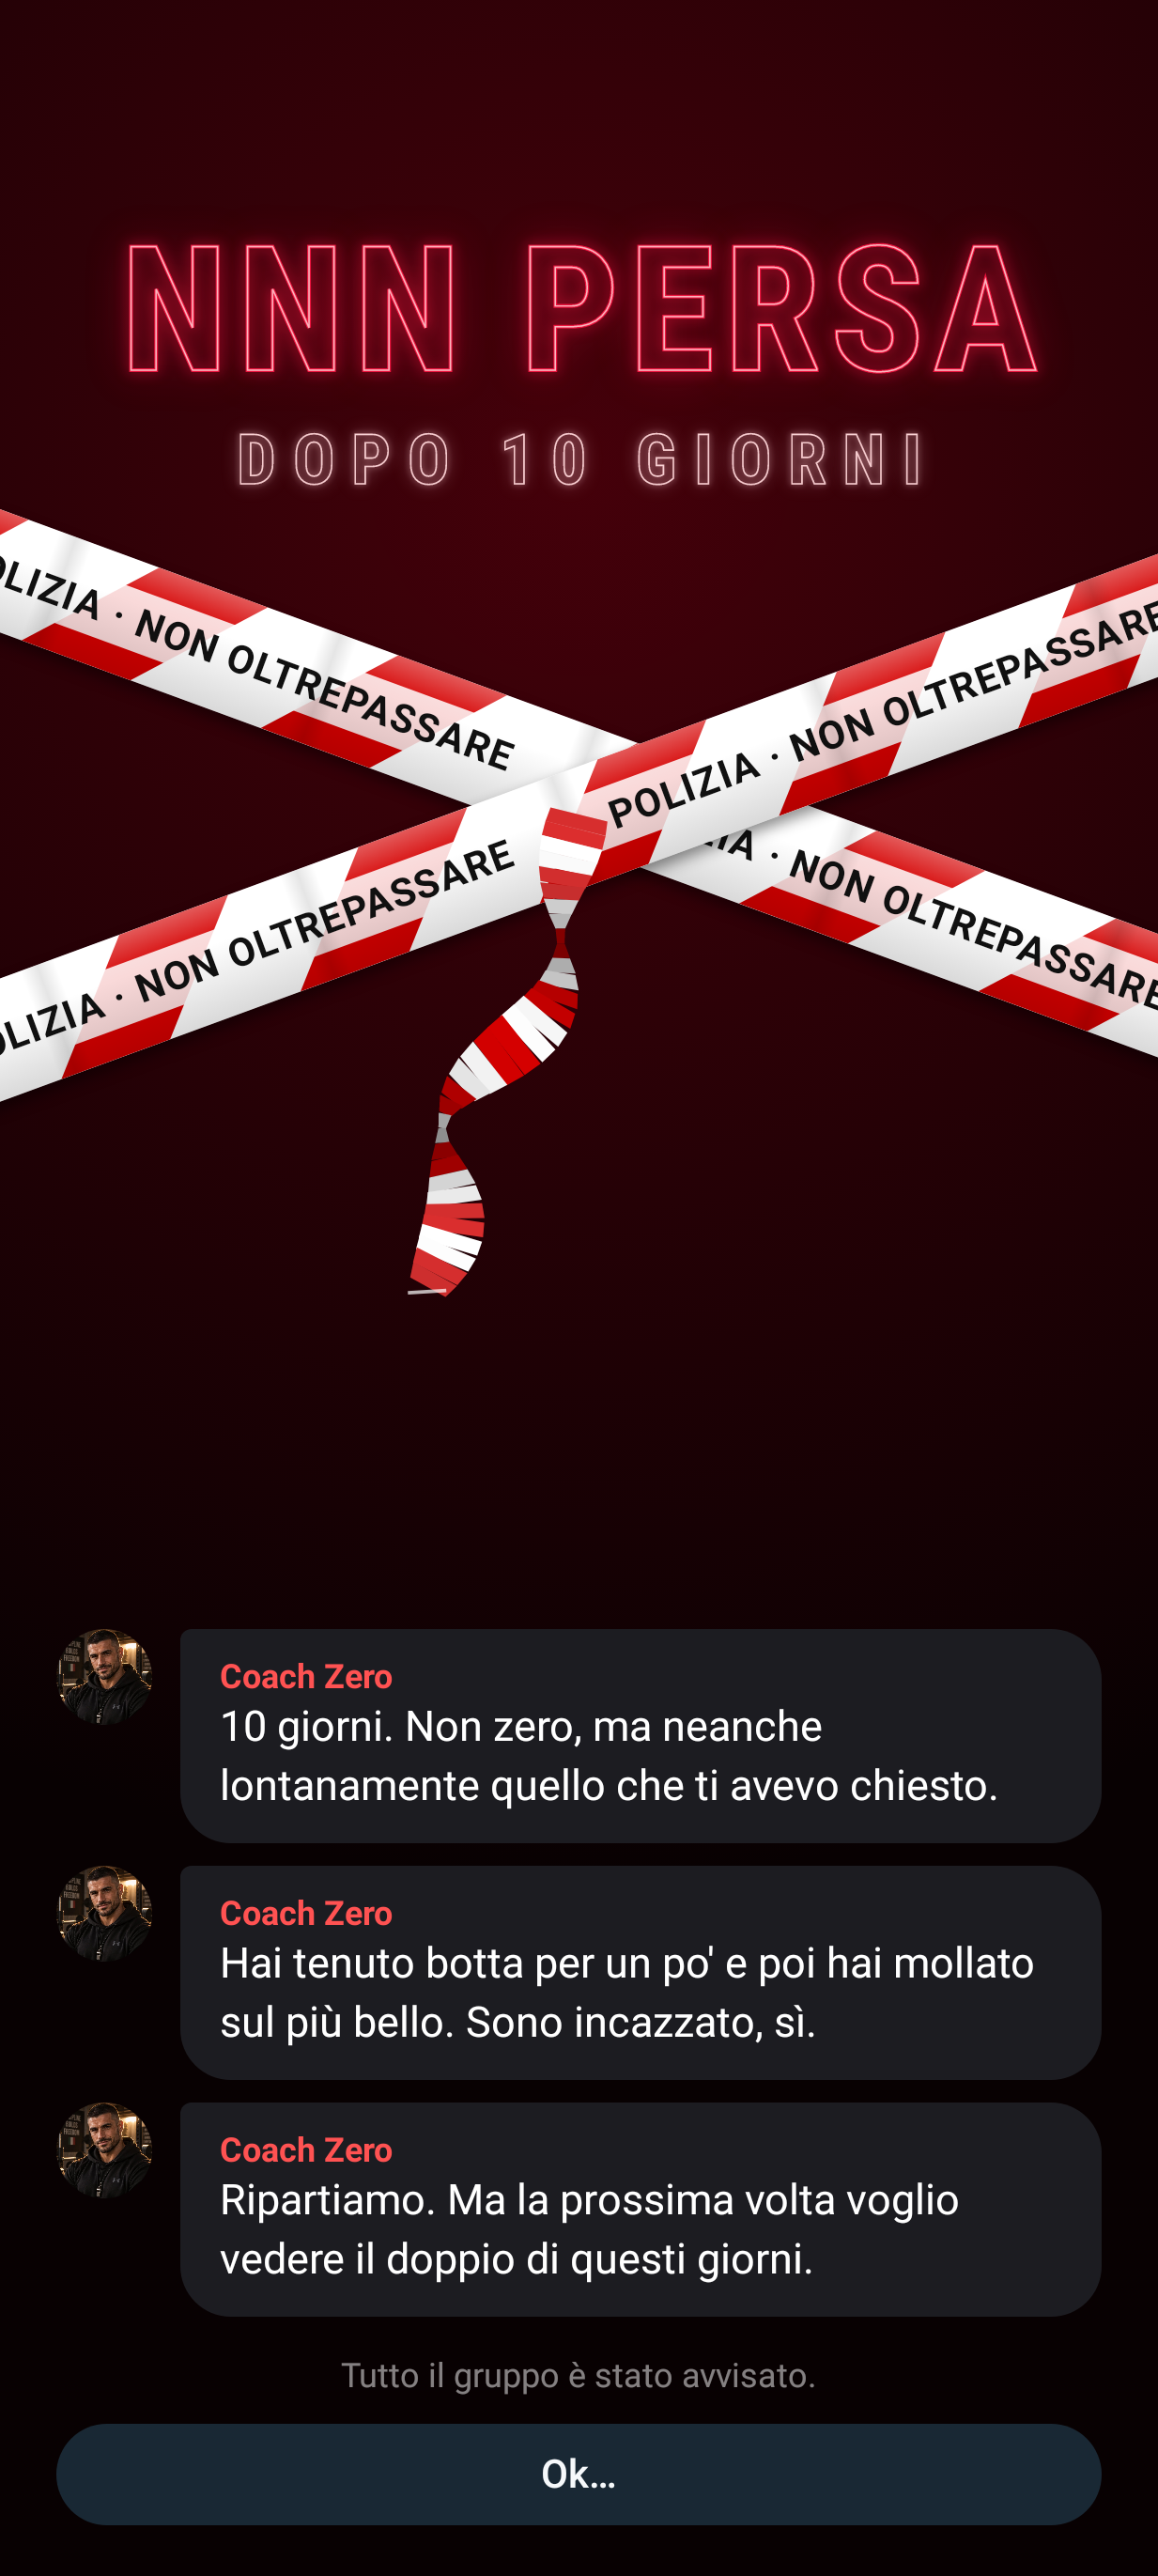 NNN PERSA
DOPO 10 GIORNI
OLIZIA · NON OLTREPASSARE
POLIZIA · NON OLTREPASSARE
OLIZIA · NON OLTREPASSARE
ZIA · NON OLTREPASSARE
Coach Zero
10 giorni. Non zero, ma neanche
lontanamente quello che ti avevo chiesto.
Coach Zero
Hai tenuto botta per un po' e poi hai mollato
sul più bello. Sono incazzato, sì.
Coach Zero
Ripartiamo. Ma la prossima volta voglio
vedere il doppio di questi giorni.
Tutto il gruppo è stato avvisato.
Ok...